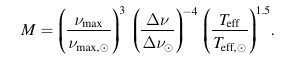 M = (ν_max / ν_max,⊙)^3 (Δν / Δν_⊙)^−4 (T_eff / T_eff,⊙)^1.5.